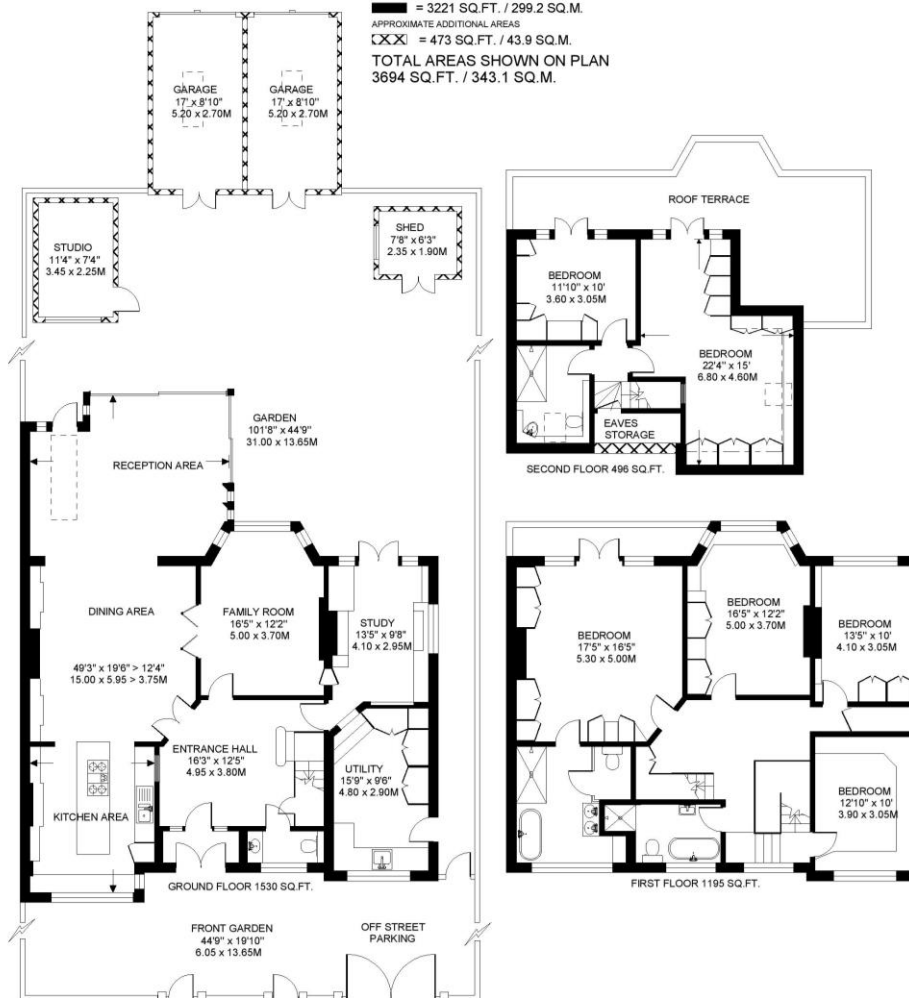 = 3221 SQ.FT. / 299.2 SQ.M.
APPROXIMATE ADDITIONAL AREAS
= 473 SQ.FT. / 43.9 SQ.M.
TOTAL AREAS SHOWN ON PLAN
3694 SQ.FT. / 343.1 SQ.M.
GARAGE
17' x 8'10"
5.20 x 2.70M
GARAGE
17' x 8'10"
5.20 x 2.70M
STUDIO
11'4" x 7'4"
3.45 x 2.25M
SHED
7'8" x 6'3"
2.35 x 1.90M
GARDEN
101'8" x 44'9"
31.00 x 13.65M
RECEPTION AREA
DINING AREA
49'3" x 19'6" > 12'4"
15.00 x 5.95 > 3.75M
FAMILY ROOM
16'5" x 12'2"
5.00 x 3.70M
STUDY
13'5" x 9'8"
4.10 x 2.95M
ENTRANCE HALL
16'3" x 12'5"
4.95 x 3.80M
UTILITY
15'9" x 9'6"
4.80 x 2.90M
KITCHEN AREA
GROUND FLOOR 1530 SQ.FT.
FRONT GARDEN
44'9" x 19'10"
6.05 x 13.65M
OFF STREET
PARKING
ROOF TERRACE
BEDROOM
11'10" x 10'
3.60 x 3.05M
BEDROOM
22'4" x 15'
6.80 x 4.60M
EAVES
STORAGE
SECOND FLOOR 496 SQ.FT.
BEDROOM
17'5" x 16'5"
5.30 x 5.00M
BEDROOM
16'5" x 12'2"
5.00 x 3.70M
BEDROOM
13'5" x 10'
4.10 x 3.05M
BEDROOM
12'10" x 10'
3.90 x 3.05M
FIRST FLOOR 1195 SQ.FT.